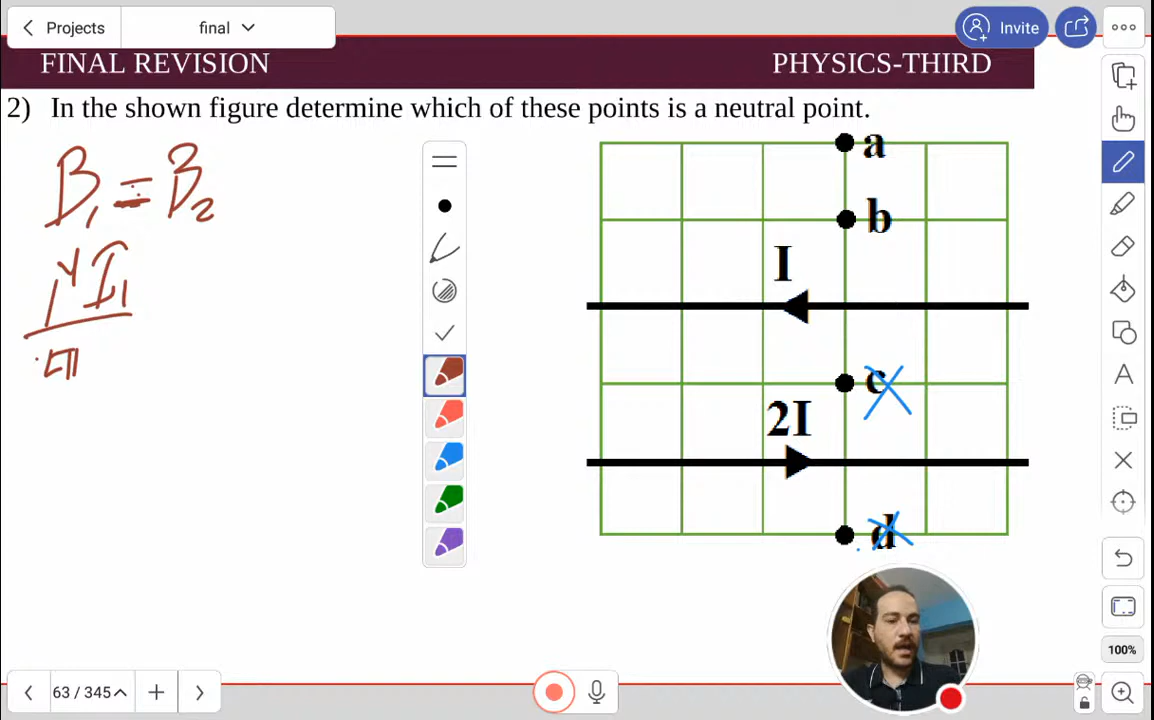 Projects
final
Invite
FINAL REVISION
PHYSICS-THIRD
2) In the shown figure determine which of these points is a neutral point.
B₁ = B₂
a
b
I
c
2I
d
63 / 345
100%